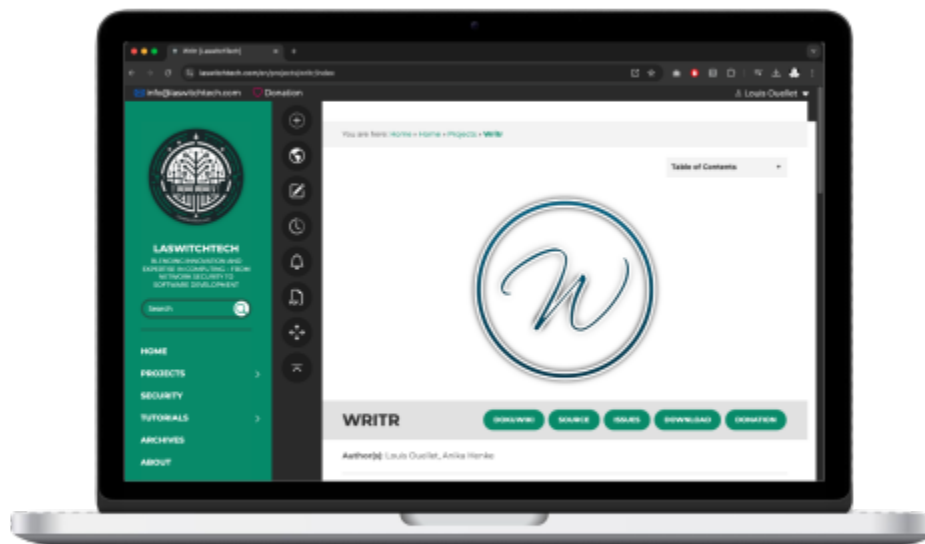 Writr [LaswitchTech]
laswitchtech.com/en/projects/writr/index
info@laswitchtech.com
Donation
Louis Ouellet
You are here: Home » Home » Projects » Writr
Table of Contents
LASWITCHTECH
BLENDING INNOVATION AND
EXPERTISE IN COMPUTING - FROM
NETWORK SECURITY TO
SOFTWARE DEVELOPMENT
Search
HOME
PROJECTS
SECURITY
TUTORIALS
ARCHIVES
ABOUT
W
WRITR
DOKUWIKI
SOURCE
ISSUES
DOWNLOAD
DONATION
Author(s): Louis Ouellet, Anika Henke